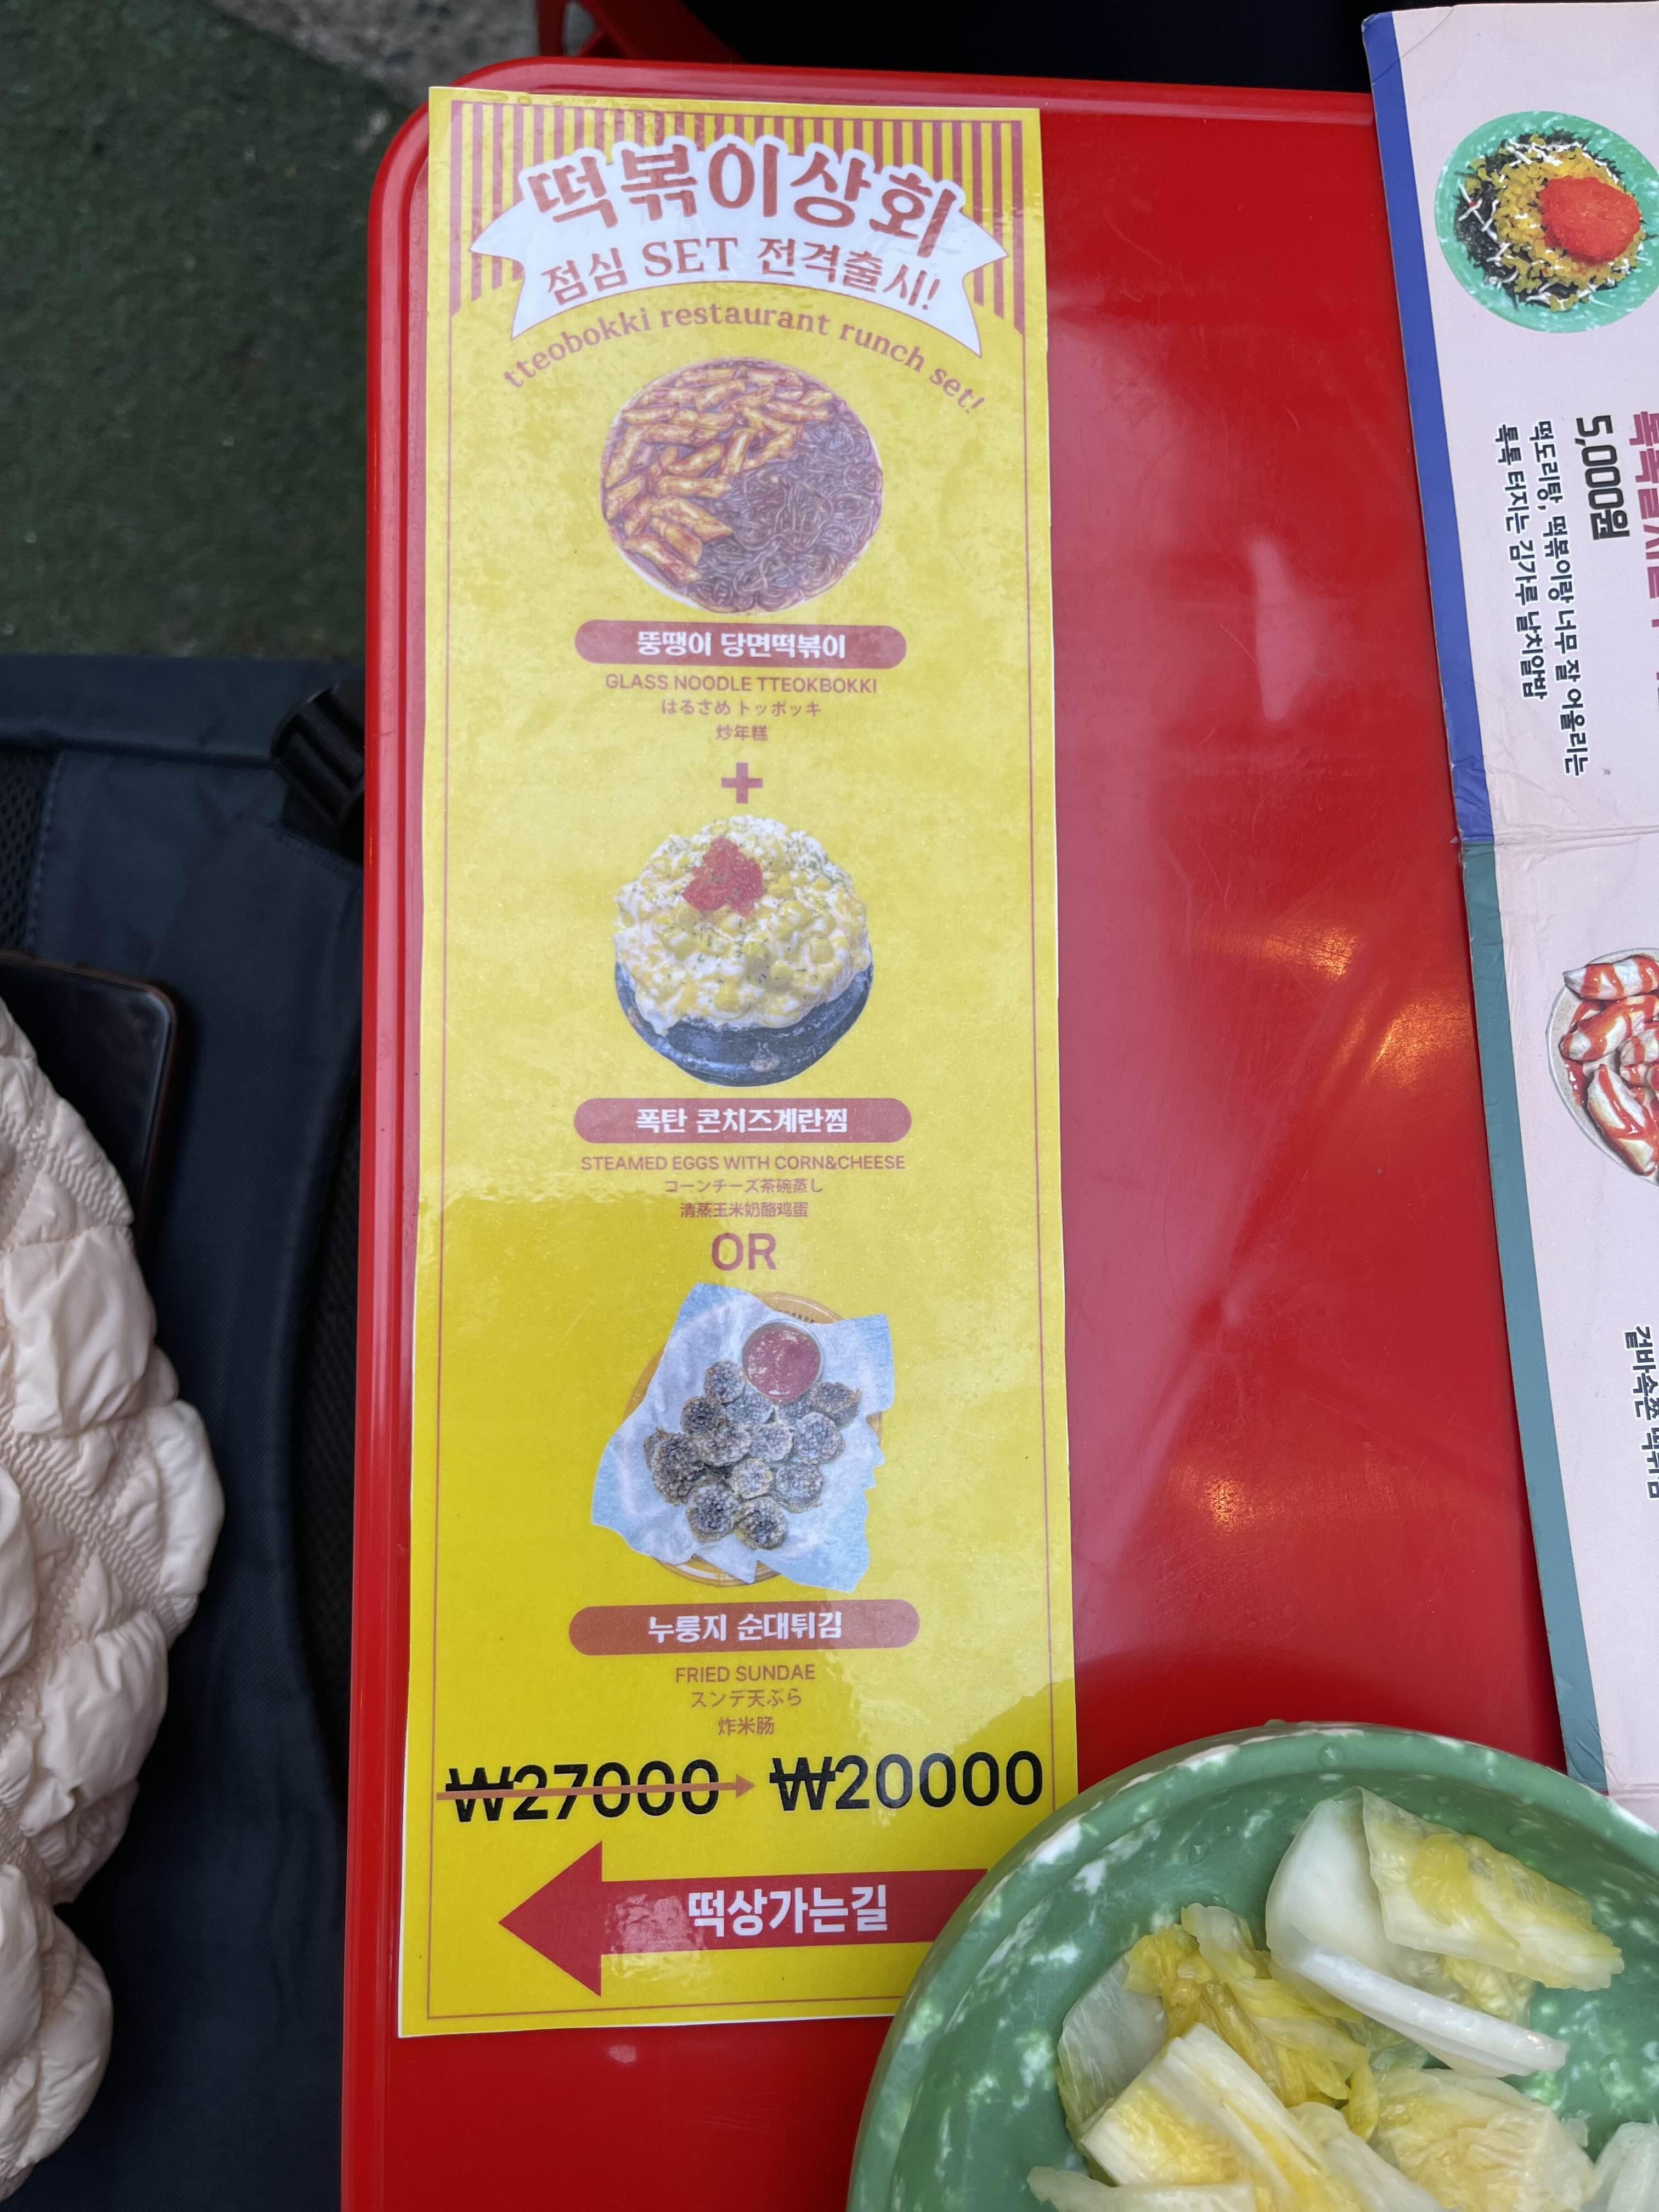 떡볶이상회
점심 SET 전격출시!
tteobokki restaurant runch set!
뚱땡이 당면떡볶이
GLASS NOODLE TTEOKBOKKI
はるさめ トッポッキ
炒年糕
+
폭탄 콘치즈계란찜
STEAMED EGGS WITH CORN&CHEESE
コーンチーズ茶碗蒸し
清蒸玉米奶酪鸡蛋
OR
누룽지 순대튀김
FRIED SUNDAE
スンデ天ぷら
炸米肠
₩27000 → ₩20000
떡상가는길
5,000원
떡도리탕, 떡볶이랑 너무 잘 어울리는
톡톡 터지는 김가루 날치알밥